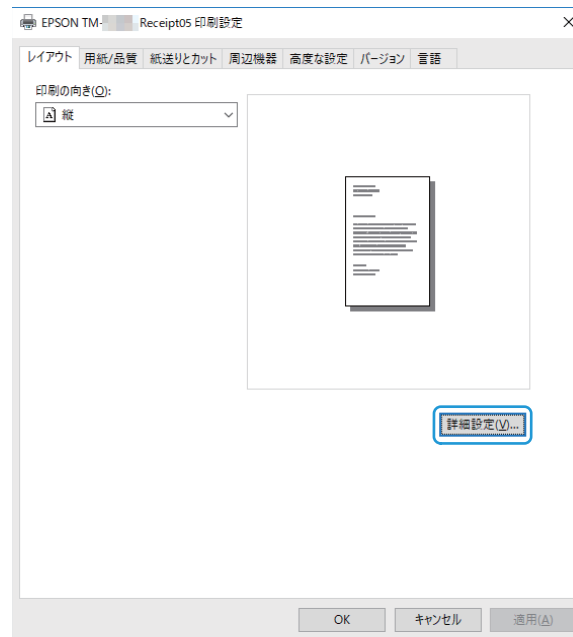 EPSON TM- Receipt05 印刷設定
レイアウト 用紙/品質 紙送りとカット 周辺機器 高度な設定 バージョン 言語
印刷の向き(O):
A 縦
詳細設定(V)...
OK キャンセル 適用(A)